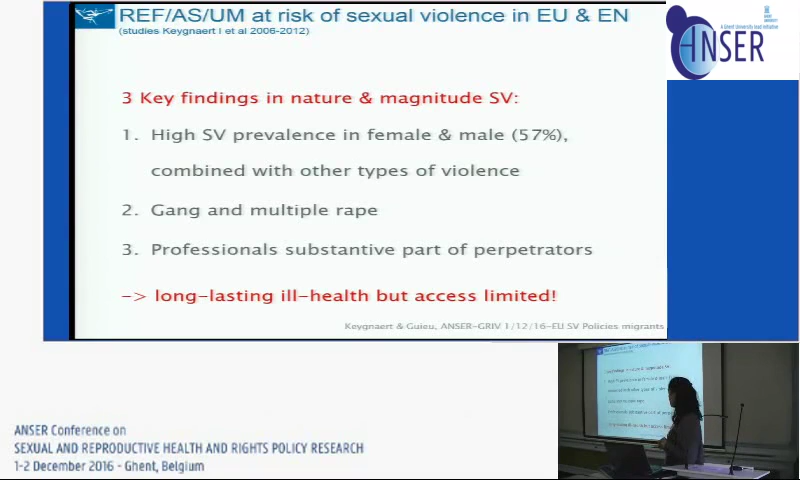 REF/AS/UM at risk of sexual violence in EU & EN
(studies Keygnaert I et al 2006-2012)
ANSER
3 Key findings in nature & magnitude SV:
1. High SV prevalence in female & male (57%),
combined with other types of violence
2. Gang and multiple rape
3. Professionals substantive part of perpetrators
-> long-lasting ill-health but access limited!
Keygnaert & Guieu, ANSER-GRIV 1/12/16-EU SV Policies migrants
ANSER Conference on
SEXUAL AND REPRODUCTIVE HEALTH AND RIGHTS POLICY RESEARCH
1-2 December 2016 - Ghent, Belgium